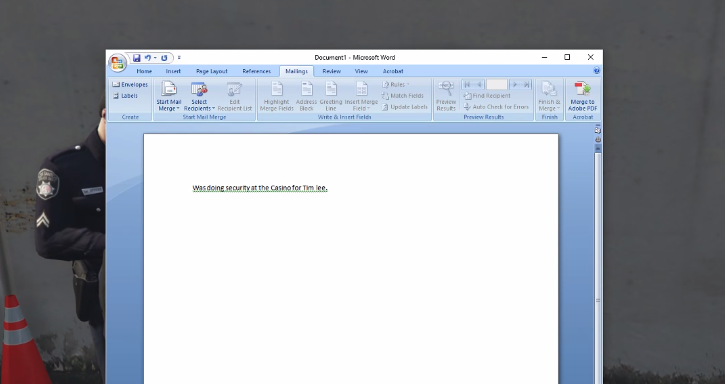 Document1 - Microsoft Word
Home Insert Page Layout References Mailings Review View Acrobat
Envelopes
Labels
Create
Start Mail Merge
Select Recipients
Edit Recipient List
Start Mail Merge
Highlight Merge Fields
Address Block
Greeting Line
Insert Merge Field
Rules
Match Fields
Update Labels
Write & Insert Fields
Preview Results
Find Recipient
Auto Check for Errors
Preview Results
Finish & Merge
Finish
Merge to Adobe PDF
Acrobat
Was doing security at the Casino for Tim lee.